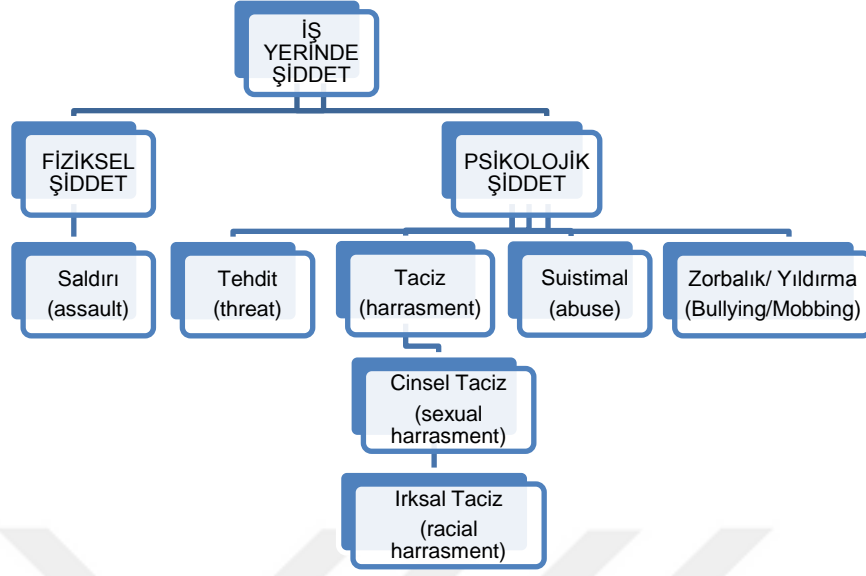 İŞ
YERİNDE
ŞİDDET
FİZİKSEL
ŞİDDET
PSİKOLOJİK
ŞİDDET
Saldırı
(assault)
Tehdit
(threat)
Taciz
(harrasment)
Suistimal
(abuse)
Zorbalık/ Yıldırma
(Bullying/Mobbing)
Cinsel Taciz
(sexual
harrasment)
Irksal Taciz
(racial
harrasment)